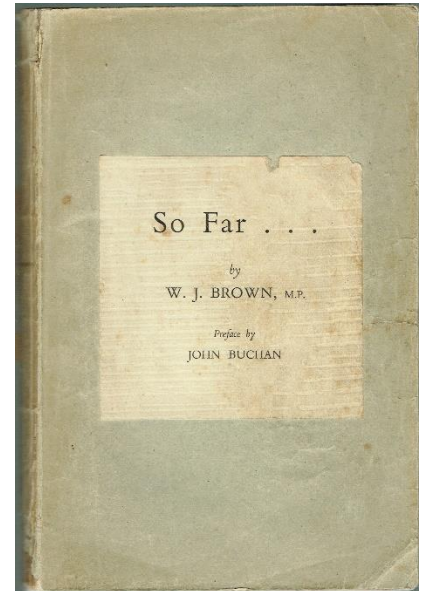 So Far . . .
by
W. J. BROWN, M.P.
Preface by
JOHN BUCHAN